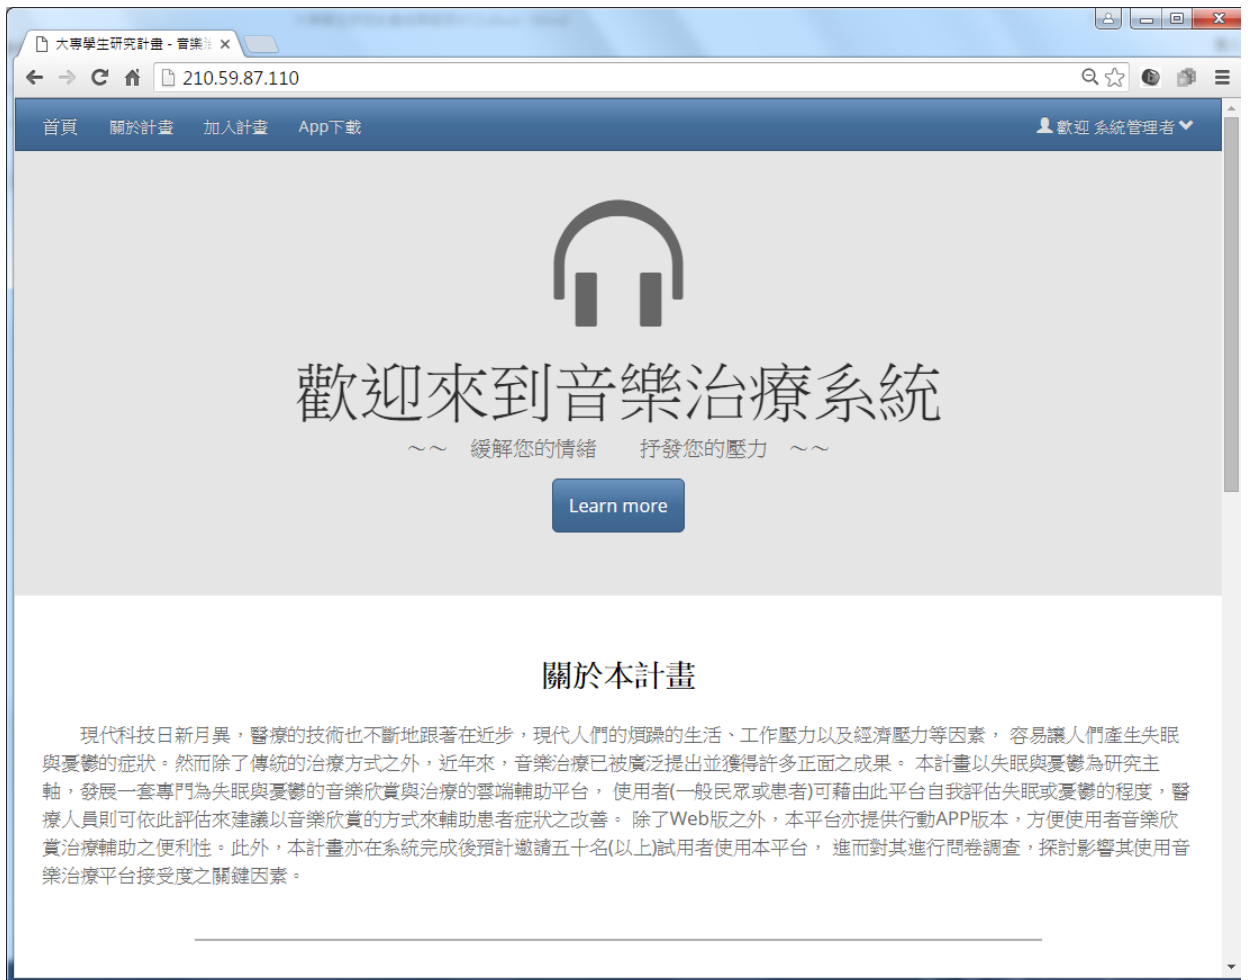 大專學生研究計畫 - 音樂
210.59.87.110
首頁 關於計畫 加入計畫 App下載 歡迎 系統管理者
歡迎來到音樂治療系統
～～ 緩解您的情緒 抒發您的壓力 ～～
Learn more
關於本計畫
現代科技日新月異，醫療的技術也不斷地跟著在近步，現代人們的煩躁的生活、工作壓力以及經濟壓力等因素， 容易讓人們產生失眠
與憂鬱的症狀。然而除了傳統的治療方式之外，近年來，音樂治療已被廣泛提出並獲得許多正面之成果。 本計畫以失眠與憂鬱為研究主
軸，發展一套專門為失眠與憂鬱的音樂欣賞與治療的雲端輔助平台， 使用者(一般民眾或患者)可藉由此平台自我評估失眠或憂鬱的程度，醫
療人員則可依此評估來建議以音樂欣賞的方式來輔助患者症狀之改善。 除了Web版之外，本平台亦提供行動APP版本，方便使用者音樂欣
賞治療輔助之便利性。此外，本計畫亦在系統完成後預計邀請五十名(以上)試用者使用本平台， 進而對其進行問卷調查，探討影響其使用音
樂治療平台接受度之關鍵因素。